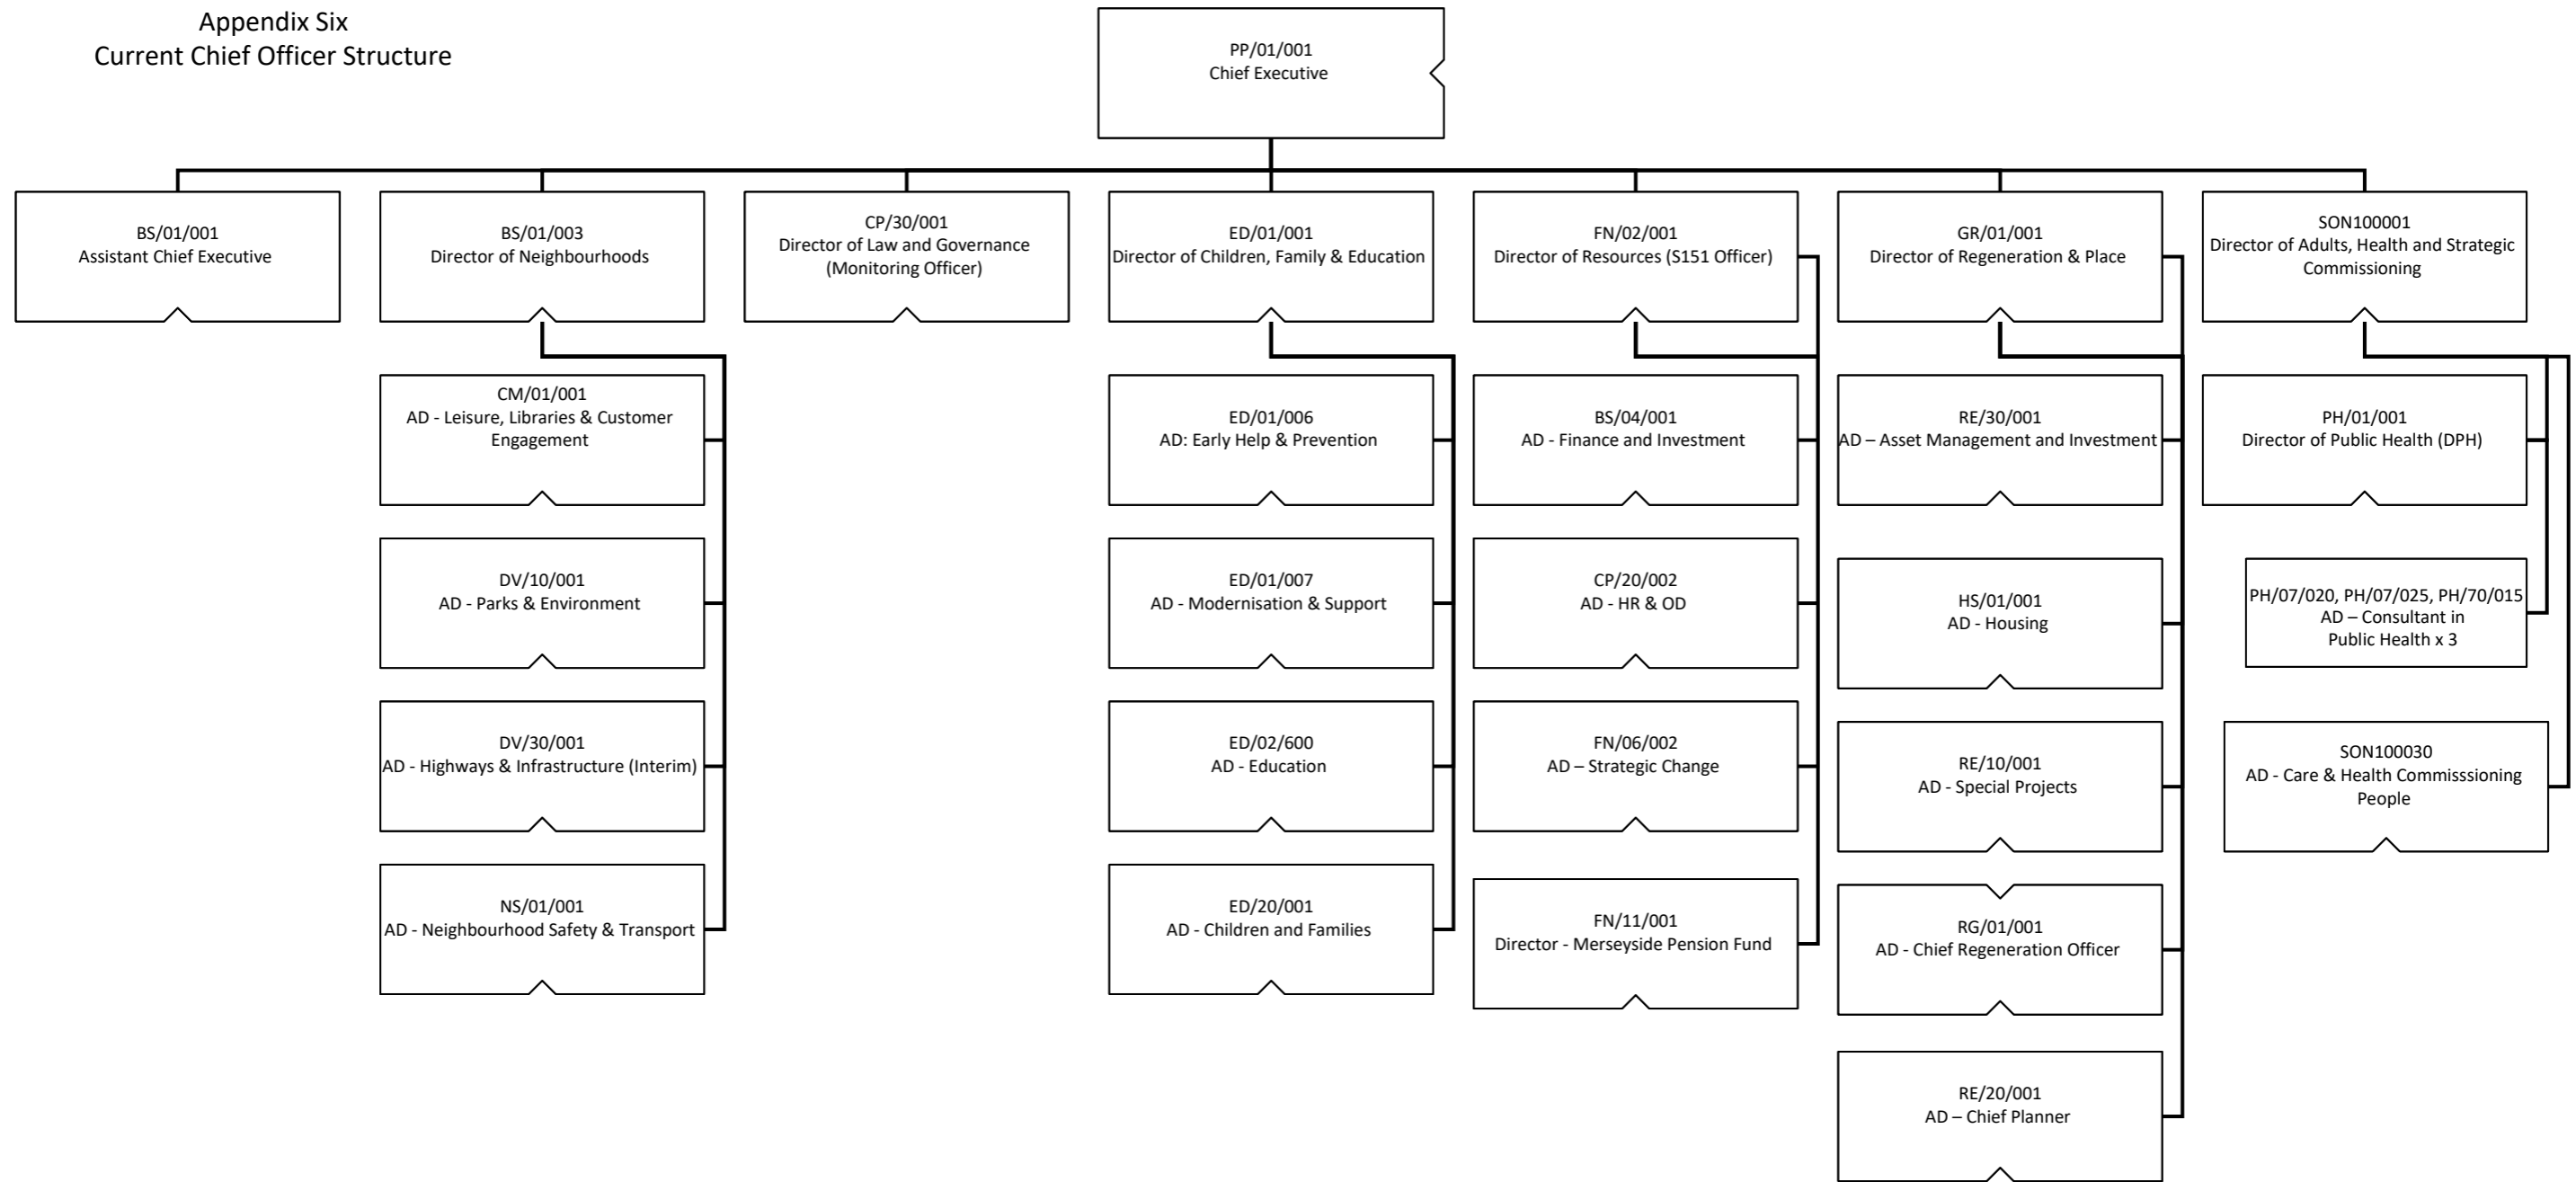 Appendix Six
Current Chief Officer Structure
PP/01/001
Chief Executive
BS/01/001
Assistant Chief Executive
BS/01/003
Director of Neighbourhoods
CP/30/001
Director of Law and Governance
(Monitoring Officer)
ED/01/001
Director of Children, Family & Education
FN/02/001
Director of Resources (S151 Officer)
GR/01/001
Director of Regeneration & Place
SON100001
Director of Adults, Health and Strategic
Commissioning
CM/01/001
AD - Leisure, Libraries & Customer
Engagement
DV/10/001
AD - Parks & Environment
DV/30/001
AD - Highways & Infrastructure (Interim)
NS/01/001
AD - Neighbourhood Safety & Transport
ED/01/006
AD: Early Help & Prevention
ED/01/007
AD - Modernisation & Support
ED/02/600
AD - Education
ED/20/001
AD - Children and Families
BS/04/001
AD - Finance and Investment
CP/20/002
AD - HR & OD
FN/06/002
AD – Strategic Change
FN/11/001
Director - Merseyside Pension Fund
RE/30/001
AD – Asset Management and Investment
HS/01/001
AD - Housing
RE/10/001
AD - Special Projects
RG/01/001
AD - Chief Regeneration Officer
RE/20/001
AD – Chief Planner
PH/01/001
Director of Public Health (DPH)
PH/07/020, PH/07/025, PH/70/015
AD – Consultant in
Public Health x 3
SON100030
AD - Care & Health Commisssioning
People